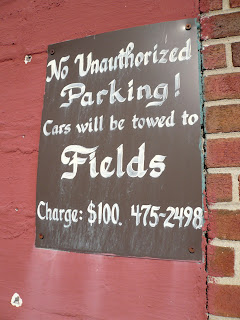 No Unauthorized
Parking!
Cars will be towed to
Fields
Charge: $100. 475-2498